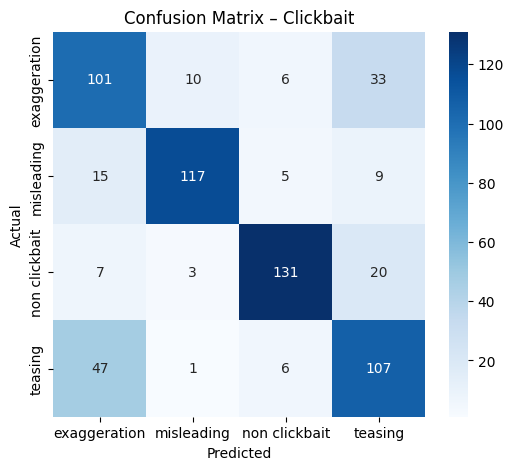 Confusion Matrix – Clickbait
Actual
exaggeration
misleading
non clickbait
teasing
101 10 6 33
15 117 5 9
7 3 131 20
47 1 6 107
exaggeration misleading non clickbait teasing
Predicted
120
100
80
60
40
20